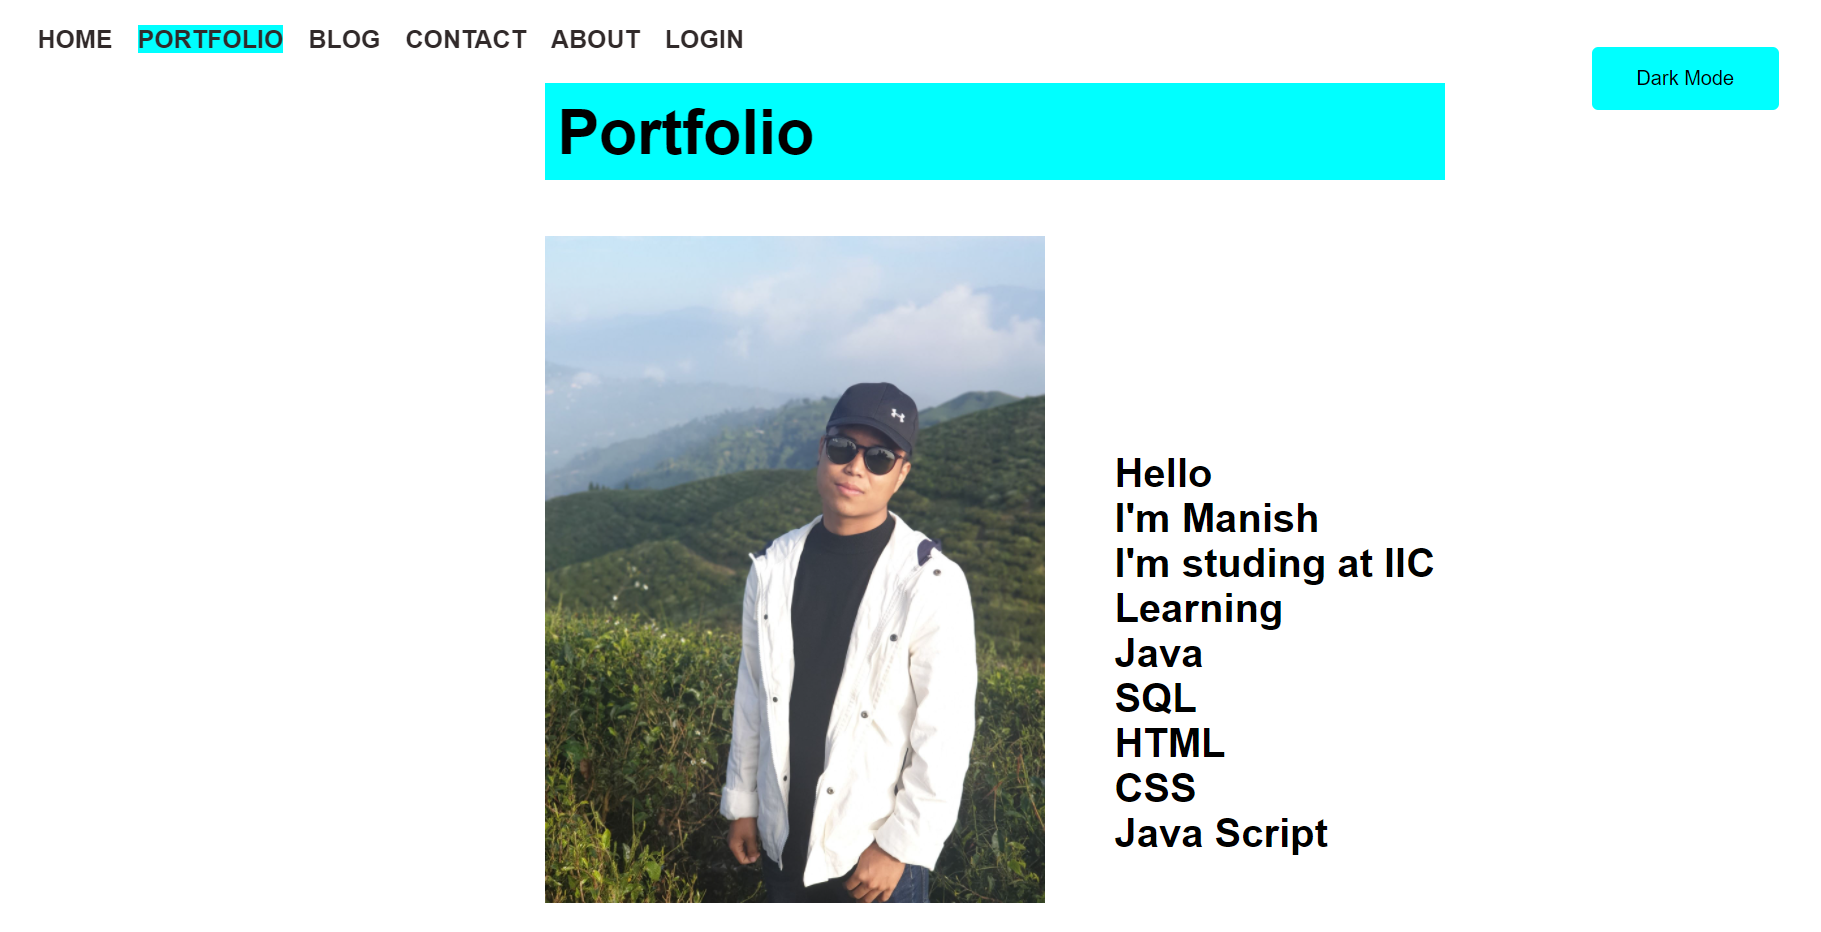 HOME PORTFOLIO BLOG CONTACT ABOUT LOGIN
Dark Mode
Portfolio
Hello
I'm Manish
I'm studing at IIC
Learning
Java
SQL
HTML
CSS
Java Script